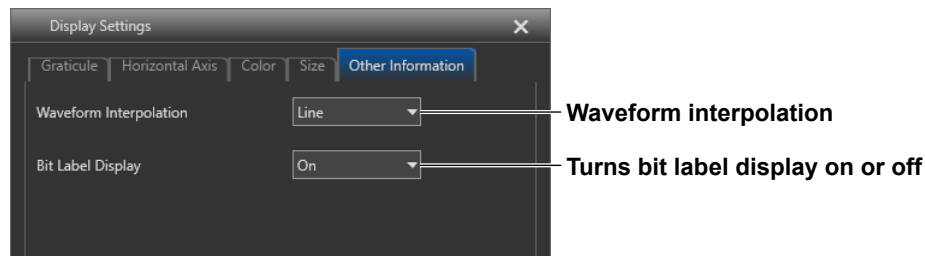 Display Settings
Graticule Horizontal Axis Color Size Other Information
Waveform Interpolation Line Waveform interpolation
Bit Label Display On Turns bit label display on or off